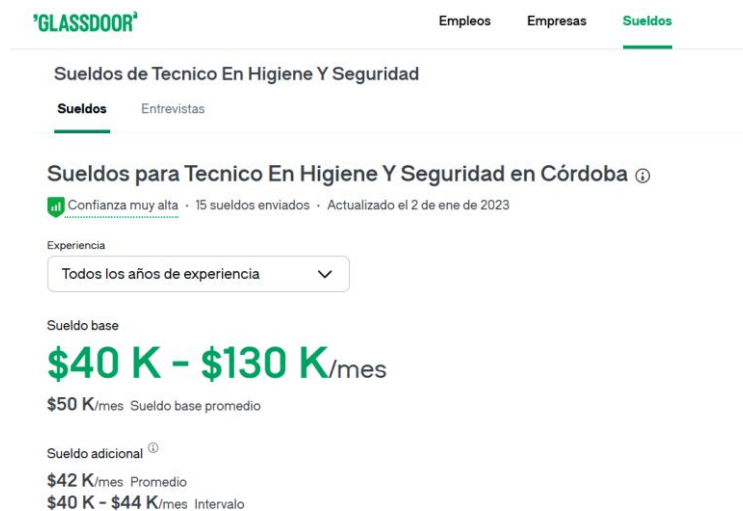 GLASSDOOR
Empleos Empresas Sueldos
Sueldos de Tecnico En Higiene Y Seguridad
Sueldos Entrevistas
Sueldos para Tecnico En Higiene Y Seguridad en Córdoba
Confianza muy alta · 15 sueldos enviados · Actualizado el 2 de ene de 2023
Experiencia
Todos los años de experiencia
Sueldo base
$40 K - $130 K/mes
$50 K/mes Sueldo base promedio
Sueldo adicional
$42 K/mes Promedio
$40 K - $44 K/mes Intervalo